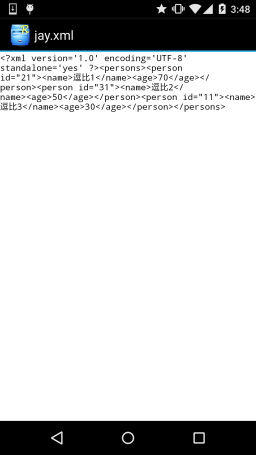 3:48
jay.xml
<?xml version='1.0' encoding='UTF-8'
standalone='yes' ?><persons><person
id="21"><name>逗比1</name><age>70</age></
person><person id="31"><name>逗比2</
name><age>50</age></person><person id="11"><name>
逗比3</name><age>30</age></person></persons>